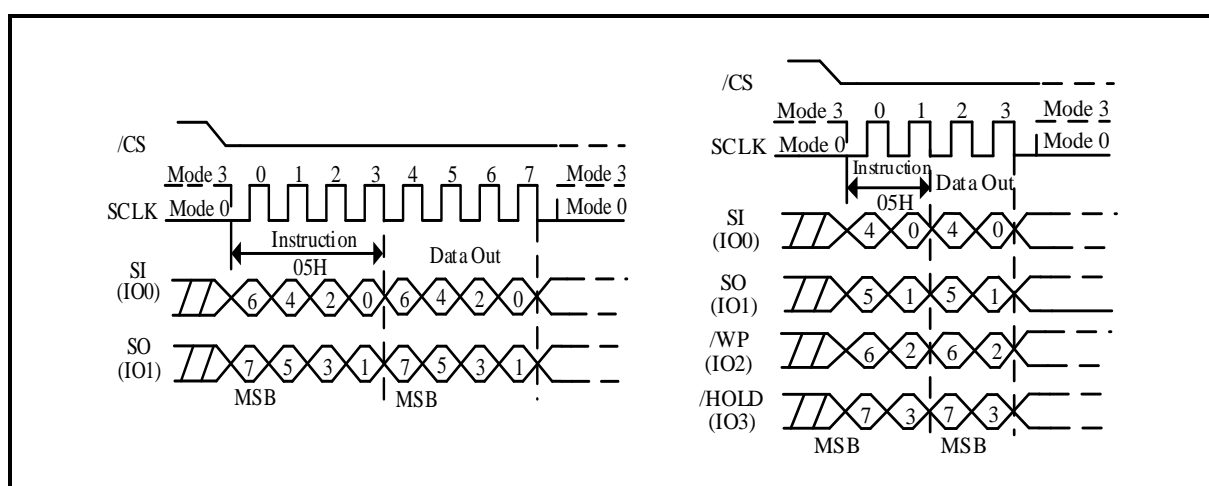 /CS
Mode 3 0 1 2 3 4 5 6 7 Mode 3
SCLK Mode 0 Mode 0
Instruction
05H
Data Out
SI
(IO0)
6 4 2 0 6 4 2 0
SO
(IO1)
7 5 3 1 7 5 3 1
MSB MSB
/CS
Mode 3 0 1 2 3 Mode 3
SCLK Mode 0 Mode 0
Instruction
05H
Data Out
SI
(IO0)
4 0 4 0
SO
(IO1)
5 1 5 1
/WP
(IO2)
6 2 6 2
/HOLD
(IO3)
7 3 7 3
MSB MSB